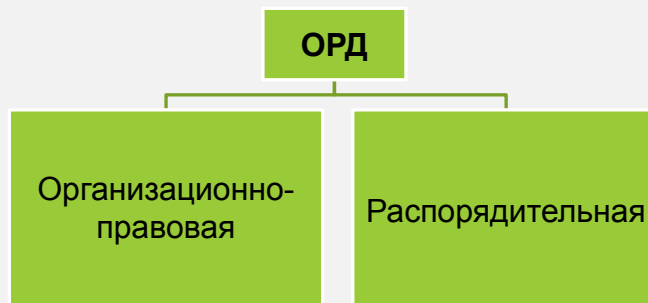 ОРД
Организационно-
правовая
Распорядительная